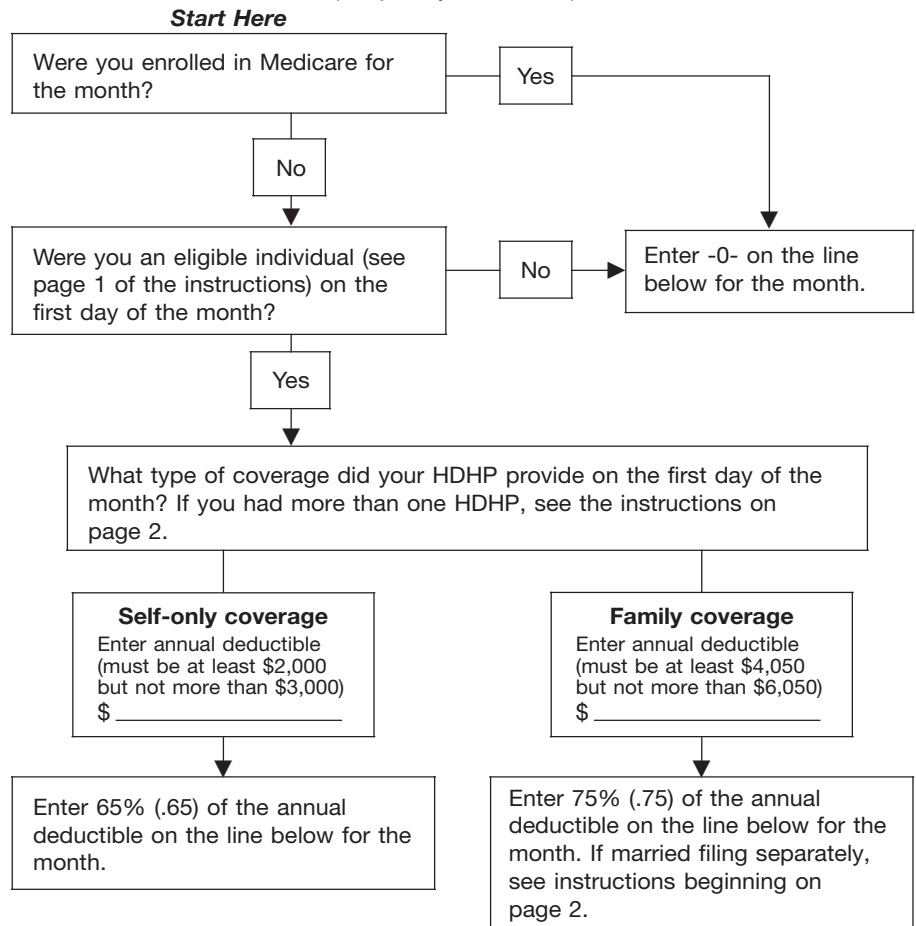 Start Here
Were you enrolled in Medicare for
the month?
Yes
No
Were you an eligible individual (see
page 1 of the instructions) on the
first day of the month?
No
Enter -0- on the line
below for the month.
Yes
What type of coverage did your HDHP provide on the first day of the
month? If you had more than one HDHP, see the instructions on
page 2.
Self-only coverage
Enter annual deductible
(must be at least $2,000
but not more than $3,000)
$
Family coverage
Enter annual deductible
(must be at least $4,050
but not more than $6,050)
$
Enter 65% (.65) of the annual
deductible on the line below for the
month.
Enter 75% (.75) of the annual
deductible on the line below for the
month. If married filing separately,
see instructions beginning on
page 2.